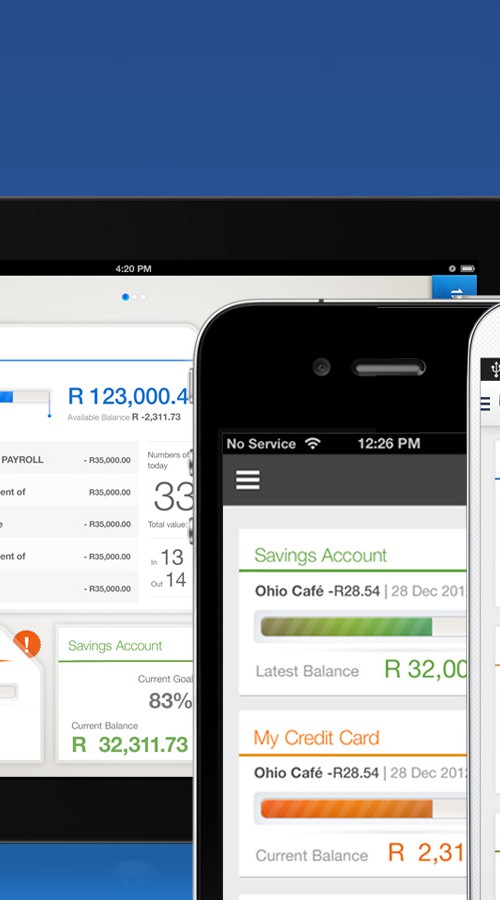 4:20 PM
R 123,000.4
Available Balance R -2,311.73
PAYROLL - R35,000.00
ent of R35,000.00
- R35,000.00
ent of - R35,000.00
- R35,000.00
Numbers of
today
33
Total value:
In 13
Out 14
!
Savings Account
Current Goal
83%
Current Balance
R 32,311.73
No Service 12:26 PM
Savings Account
Ohio Café -R28.54 | 28 Dec 201
Latest Balance R 32,00
My Credit Card
Ohio Café -R28.54 | 28 Dec 201
Current Balance R 2,31